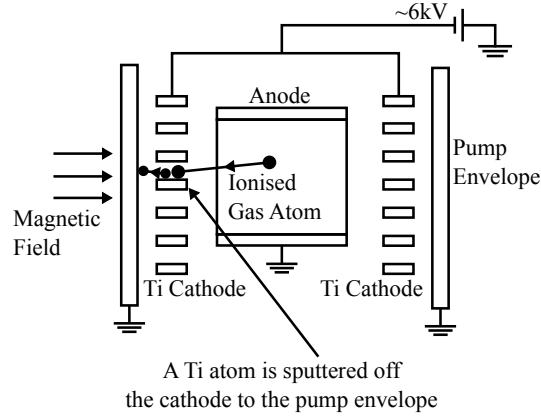 ~6kV
Anode
Pump
Envelope
Ionised
Gas Atom
Magnetic
Field
Ti Cathode
Ti Cathode
A Ti atom is sputtered off
the cathode to the pump envelope